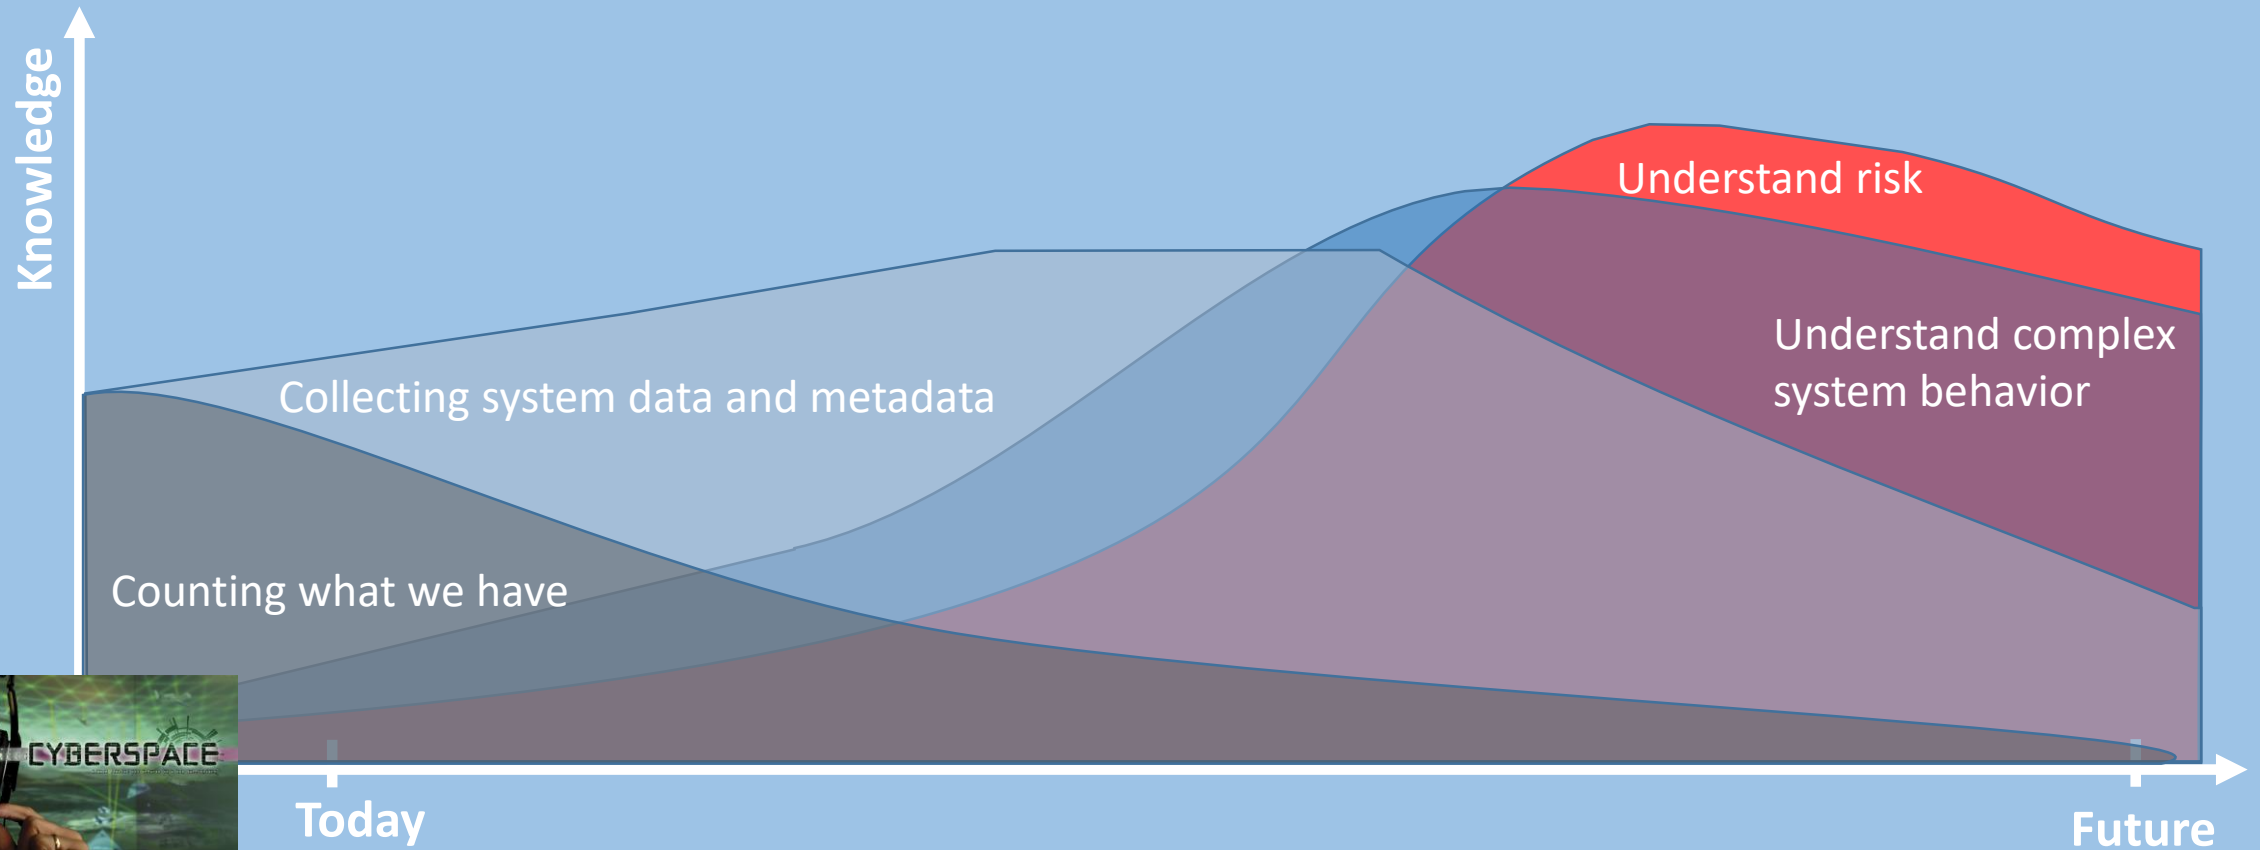 Knowledge
Understand risk
Understand complex
system behavior
Collecting system data and metadata
Counting what we have
CYBERSPACE
Today
Future